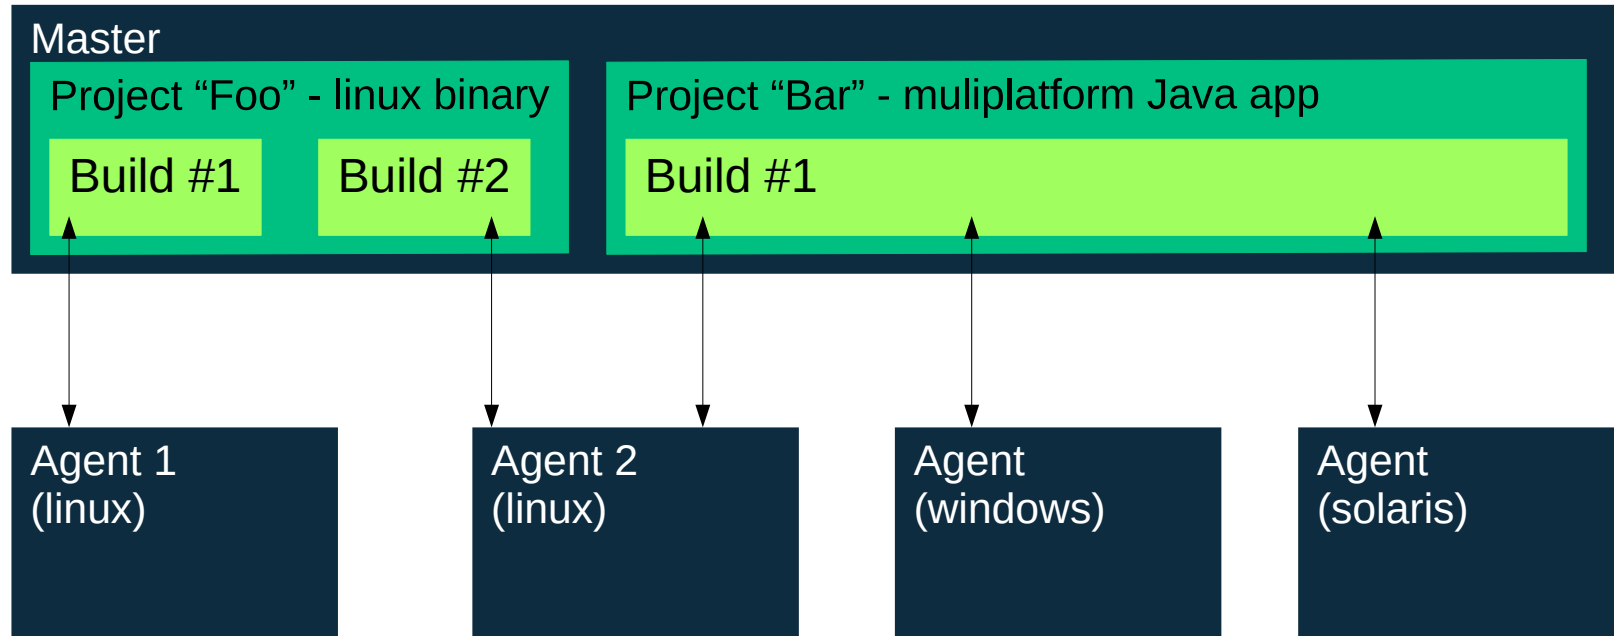 Master
Project “Foo” - linux binary
Project “Bar” - muliplatform Java app
Build #1
Build #2
Build #1
Agent 1
(linux)
Agent 2
(linux)
Agent
(windows)
Agent
(solaris)